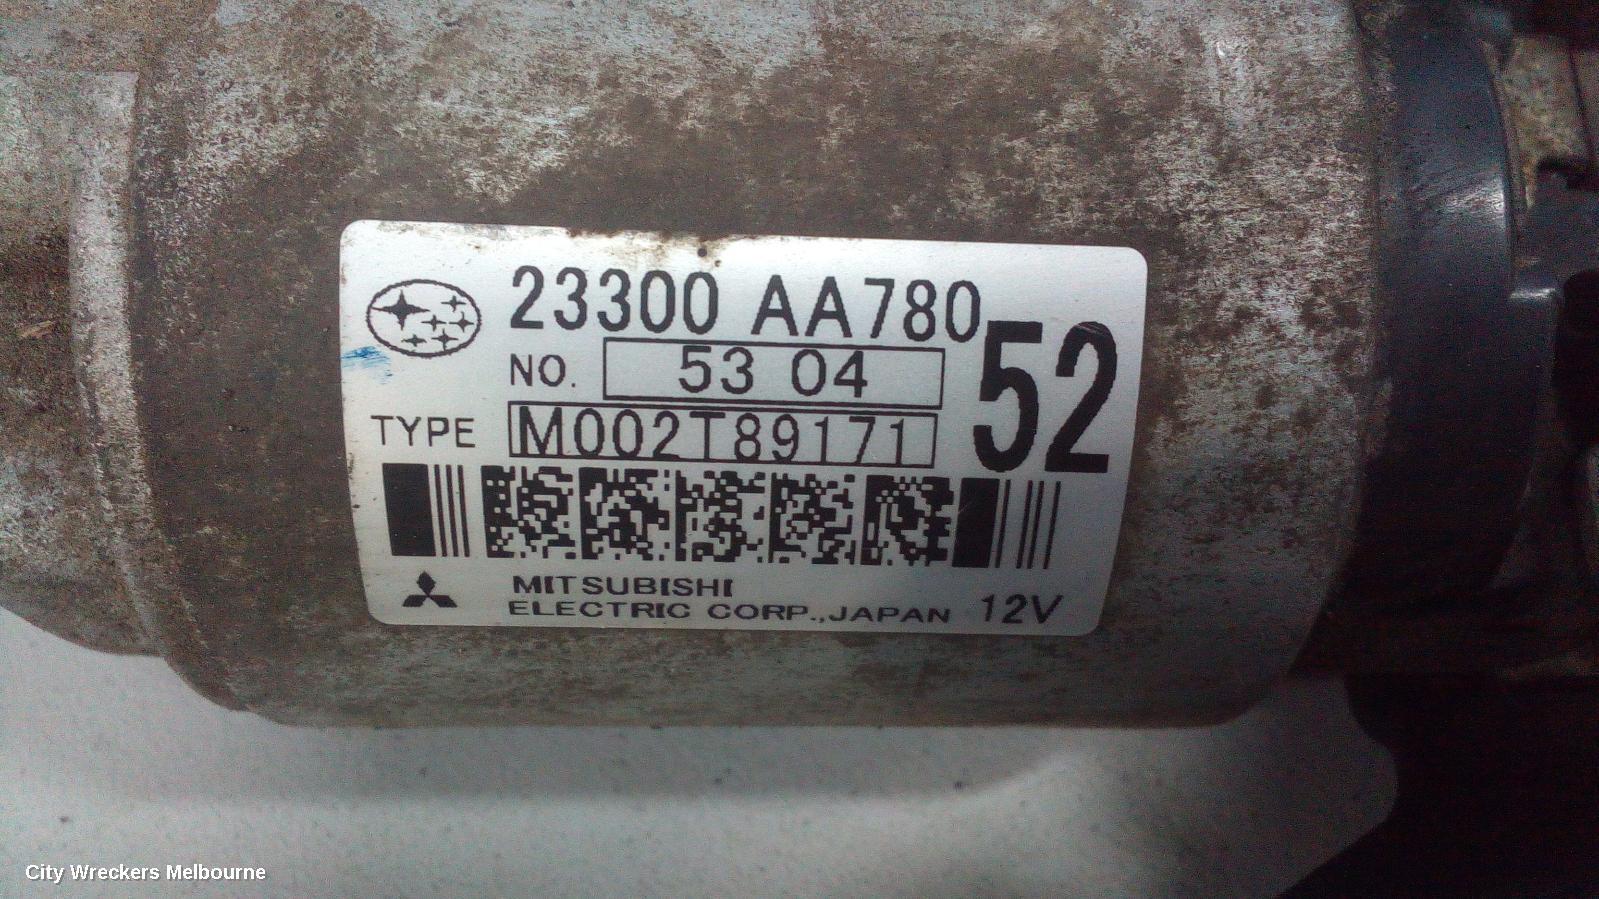 23300 AA780
52
NO. 53 04
TYPE M002T89171
MITSUBISHI
ELECTRIC CORP.,JAPAN 12V
City Wreckers Melbourne